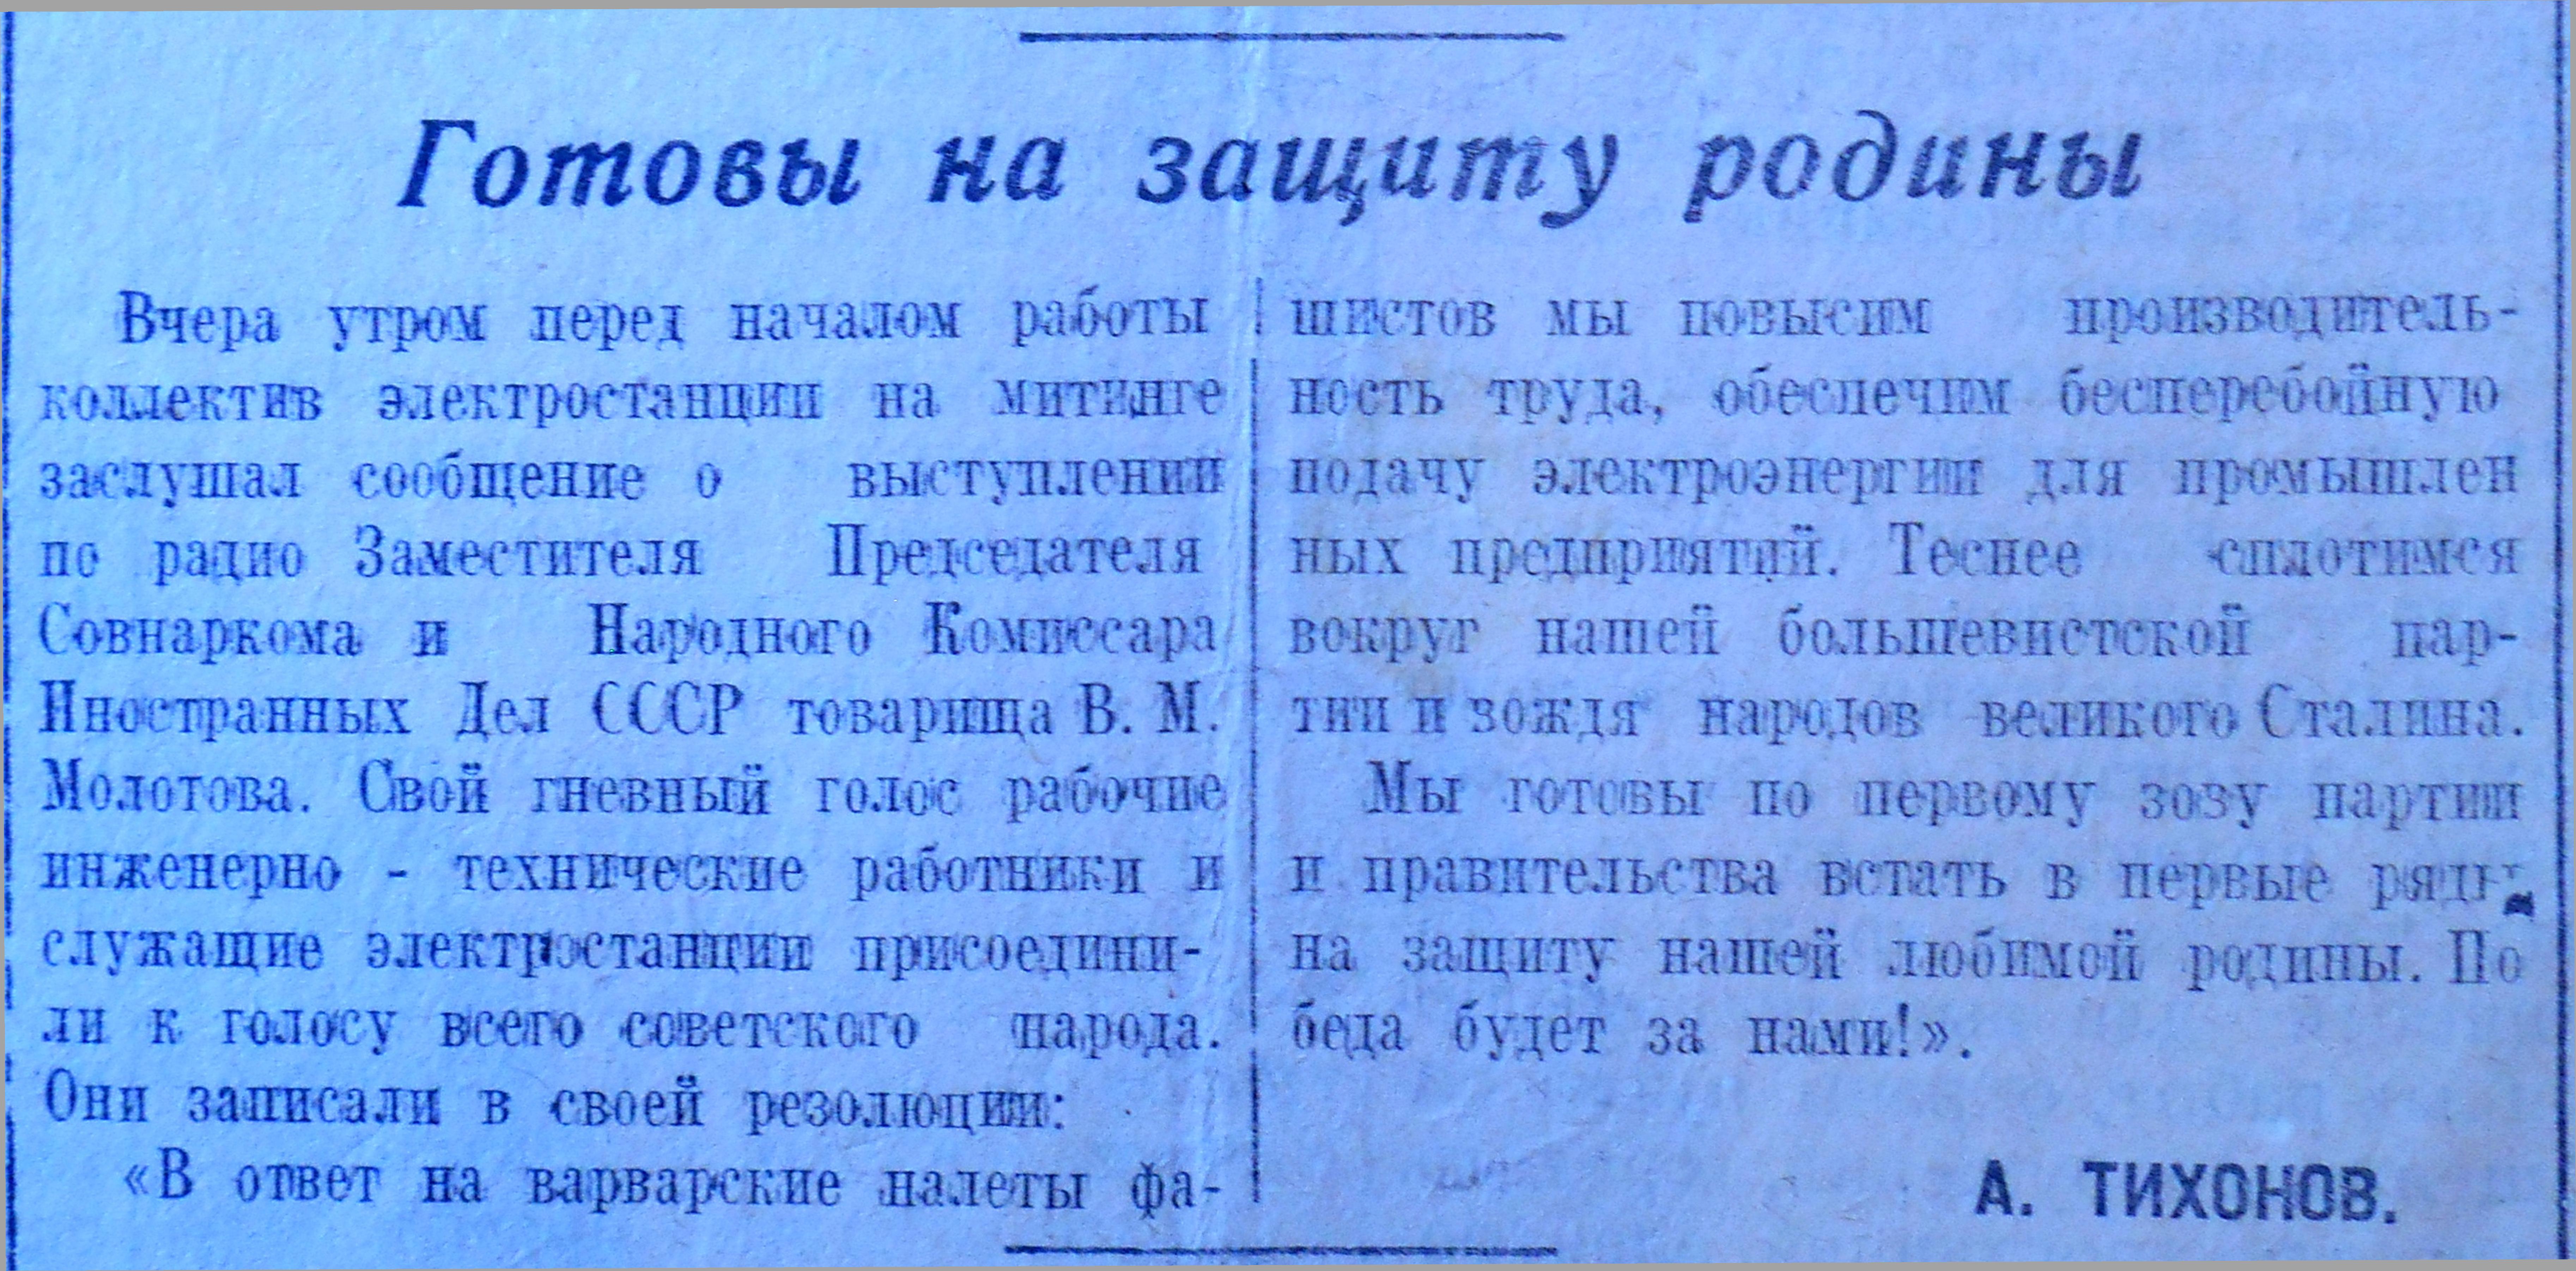 Готовы на защиту родины
Вчера утром перед началом работы
коллектив электростанции на митинге
заслушал сообщение о выступлении
по радио Заместителя Председателя
Совнаркома и Народного Комиссара
Иностранных Дел СССР товарища В. М.
Молотова. Свой гневный голос рабочие
инженерно - технические работники и
служащие электростанции присоедини-
ли к голосу всего советского народа.
Они записали в своей резолюции:
«В ответ на варварские налеты фа-
шистов мы повысим производитель-
ность труда, обеспечим бесперебойную
подачу электроэнергии для промышлен
ных предприятий. Теснее сплотимся
вокруг нашей большевистской пар-
тии и вождя народов великого Сталина.
Мы готовы по первому зову партии
и правительства встать в первые ряды
на защиту нашей любимой родины. По
беда будет за нами!».
А. ТИХОНОВ.